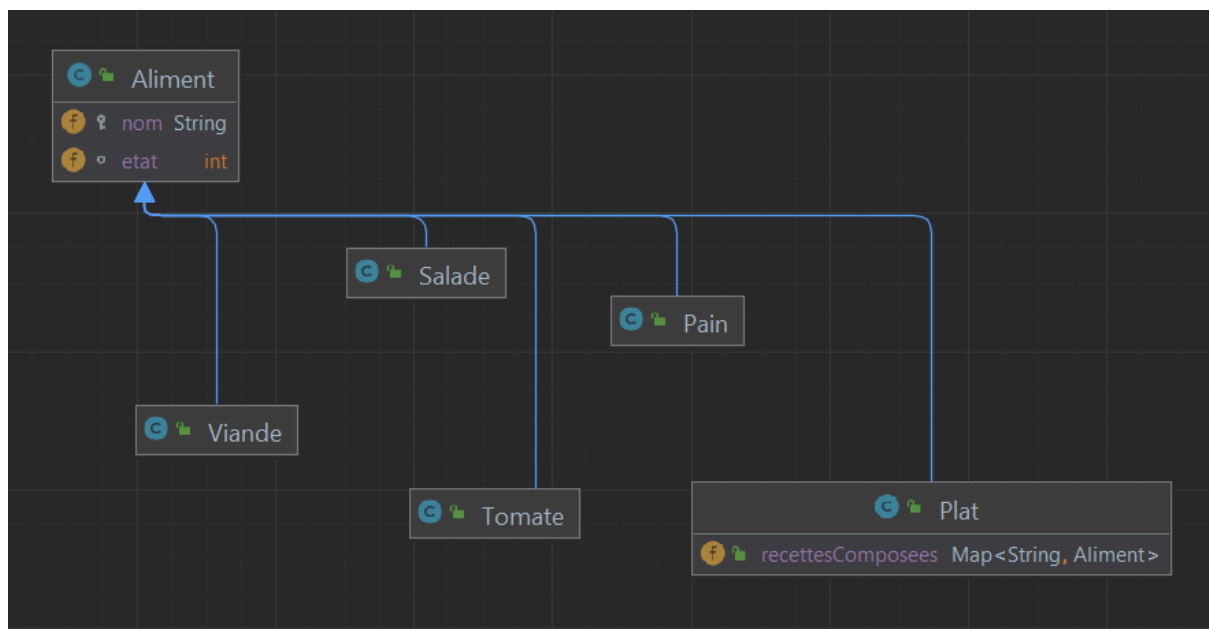 Aliment
nom String
etat int
Salade
Pain
Viande
Tomate
Plat
recettesComposees Map<String, Aliment>